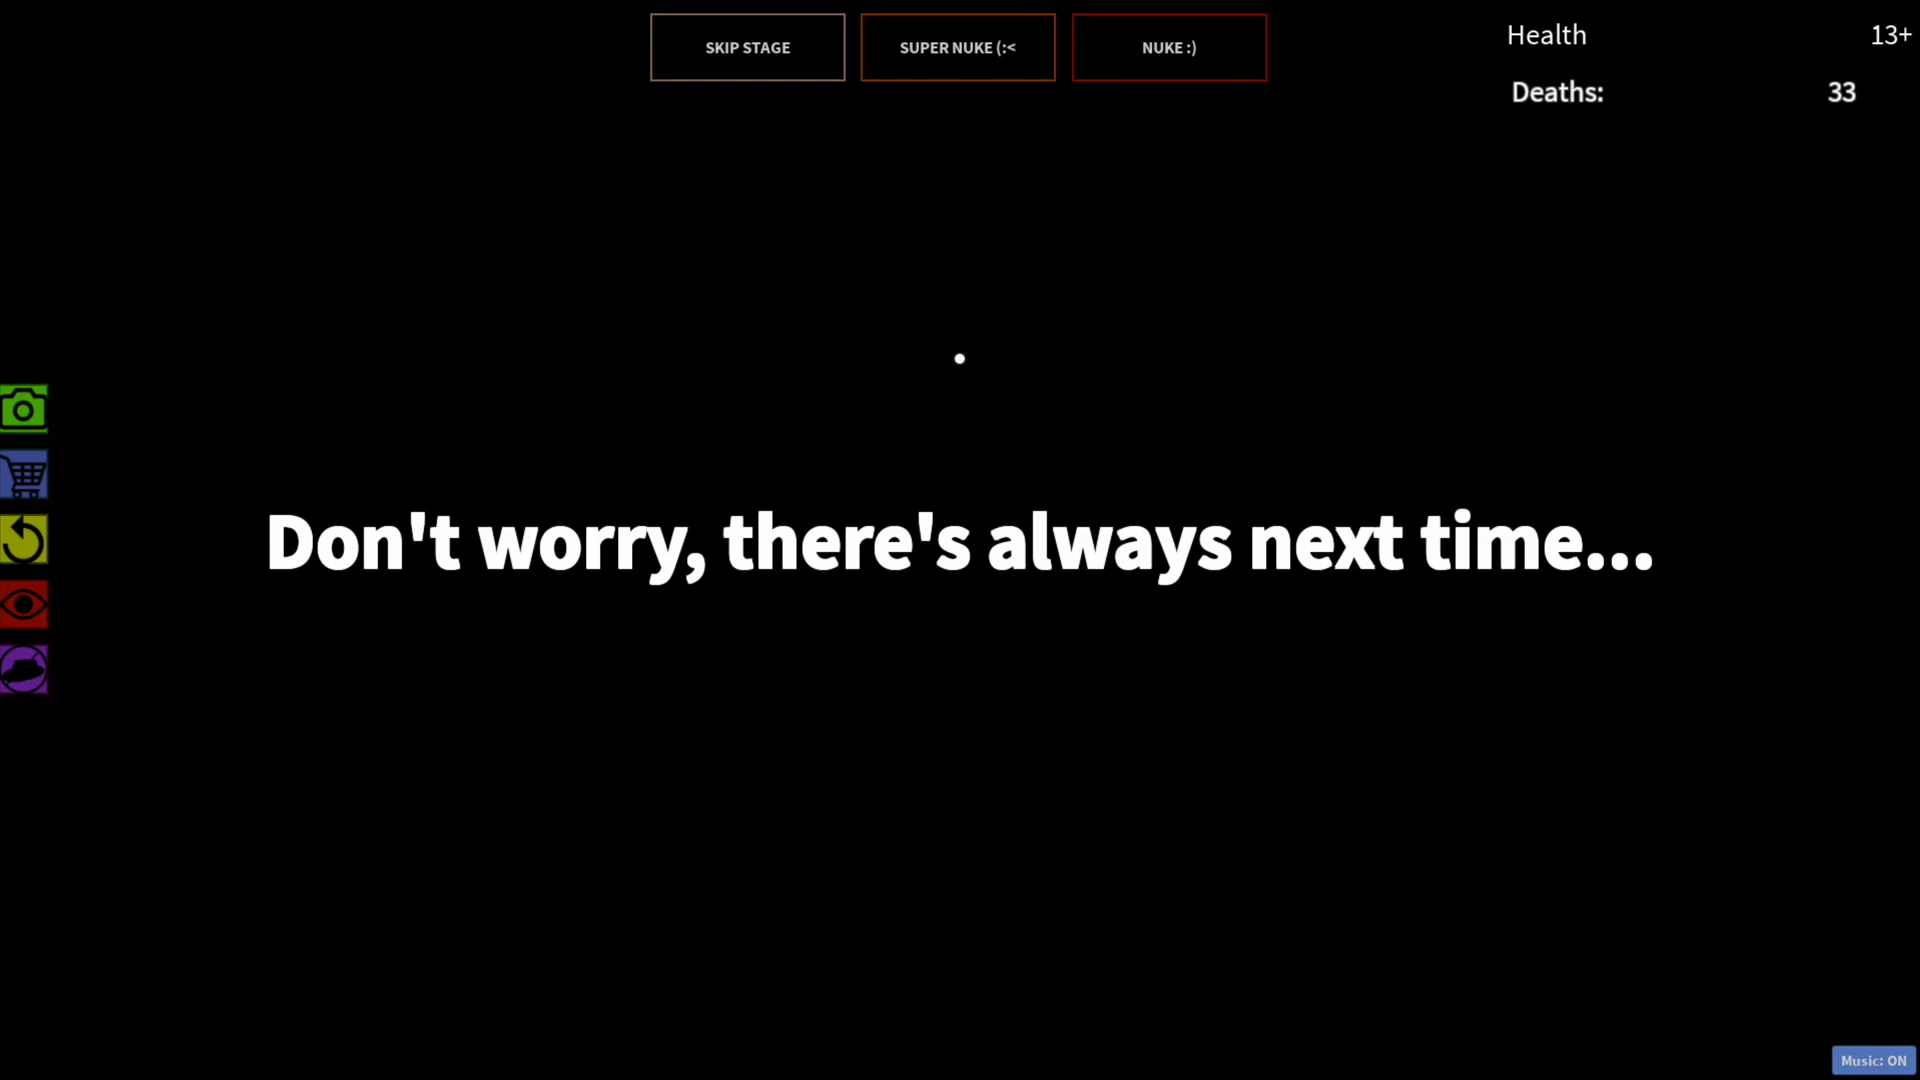 SKIP STAGE
SUPER NUKE (:<
NUKE :)
Health 13+
Deaths: 33
Don't worry, there's always next time...
Music: ON